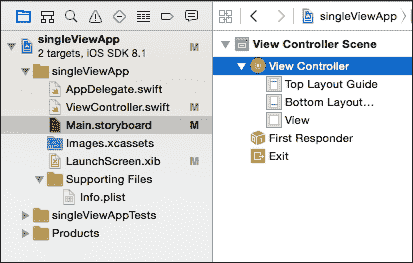 singleViewApp
singleViewApp
2 targets, iOS SDK 8.1
M
singleViewApp
AppDelegate.swift
ViewController.swift
M
Main.storyboard
M
Images.xcassets
LaunchScreen.xib
M
Supporting Files
Info.plist
singleViewAppTests
Products
View Controller Scene
View Controller
Top Layout Guide
Bottom Layout...
View
First Responder
Exit